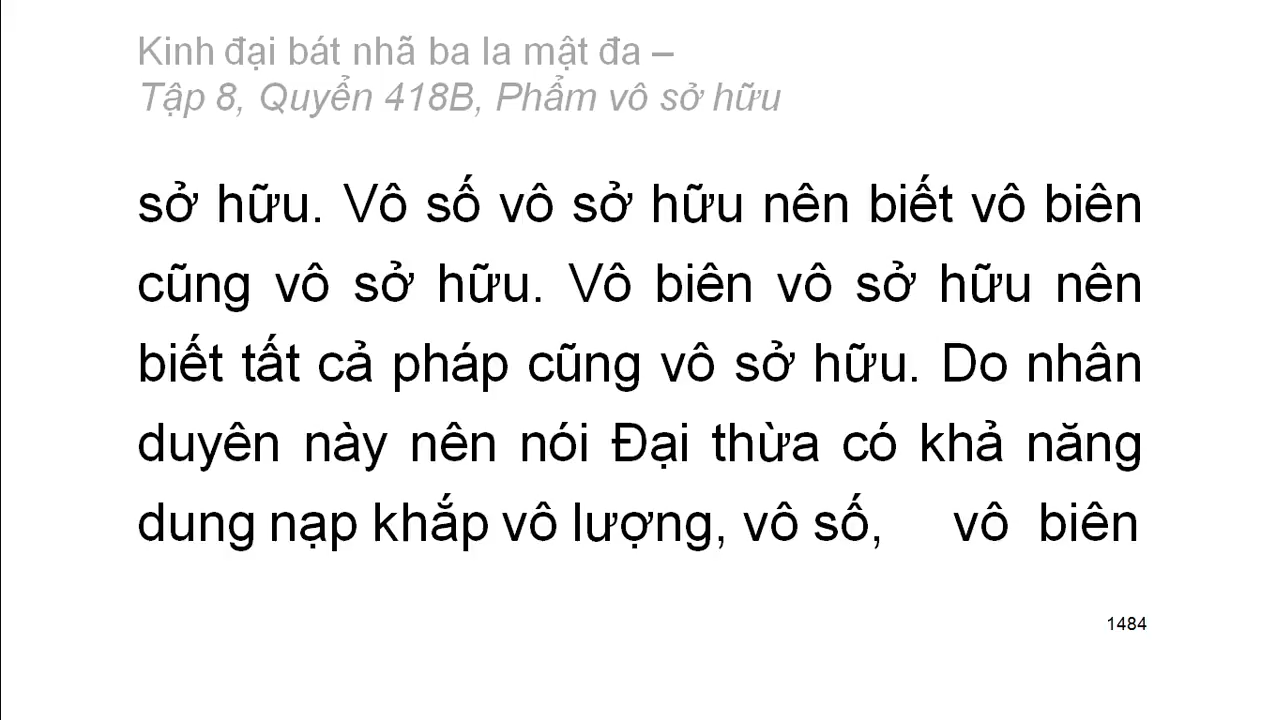 Kinh đại bát nhã ba la mật đa –
Tập 8, Quyển 418B, Phẩm vô sở hữu
sở hữu. Vô số vô sở hữu nên biết vô biên
cũng vô sở hữu. Vô biên vô sở hữu nên
biết tất cả pháp cũng vô sở hữu. Do nhân
duyên này nên nói Đại thừa có khả năng
dung nạp khắp vô lượng, vô số, vô biên
1484